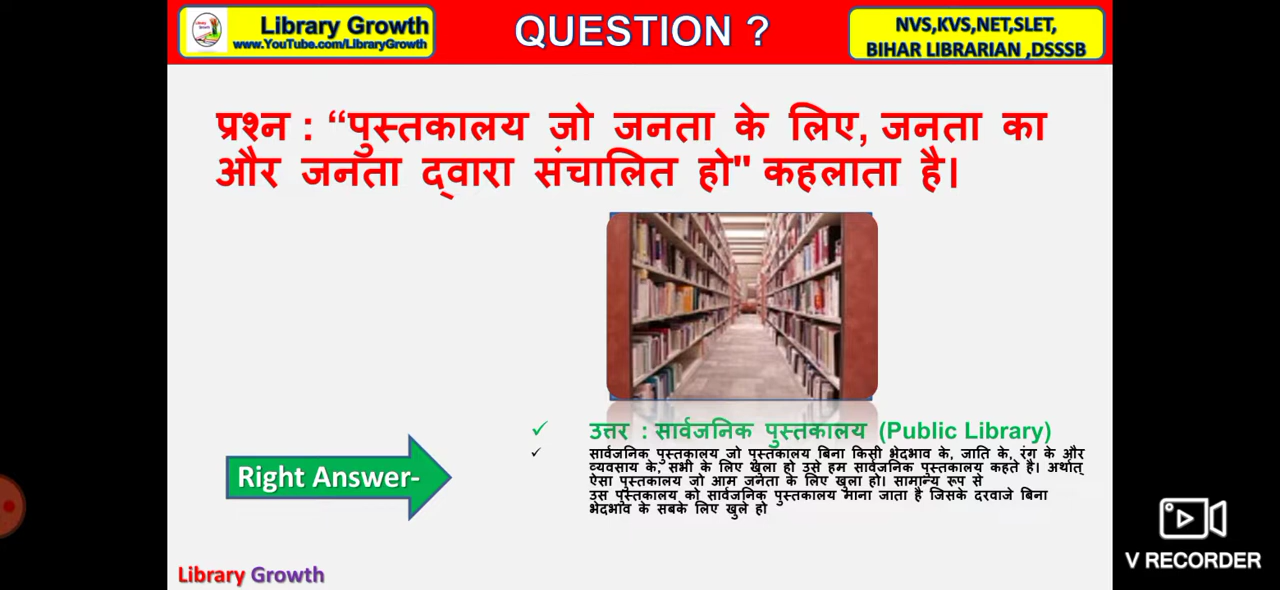 Library Growth
www.YouTube.com/LibraryGrowth
QUESTION ?
NVS,KVS,NET,SLET,
BIHAR LIBRARIAN ,DSSSB
प्रश्न : “पुस्तकालय जो जनता के लिए, जनता का
और जनता द्वारा संचालित हो" कहलाता है।
✓ उत्तर : सार्वजनिक पुस्तकालय (Public Library)
✓ सार्वजनिक पुस्तकालय जो पुस्तकालय बिना किसी भेदभाव के, जाति के, रंग के और
व्यवसाय के, सभी के लिए खुला हो उसे हम सार्वजनिक पुस्तकालय कहते है। अर्थात्
ऐसा पुस्तकालय जो आम जनता के लिए खुला हो। सामान्य रूप से
उस पुस्तकालय को सार्वजनिक पुस्तकालय माना जाता है जिसके दरवाजे बिना
भेदभाव के सबके लिए खुले हो
Right Answer-
Library Growth
V RECORDER